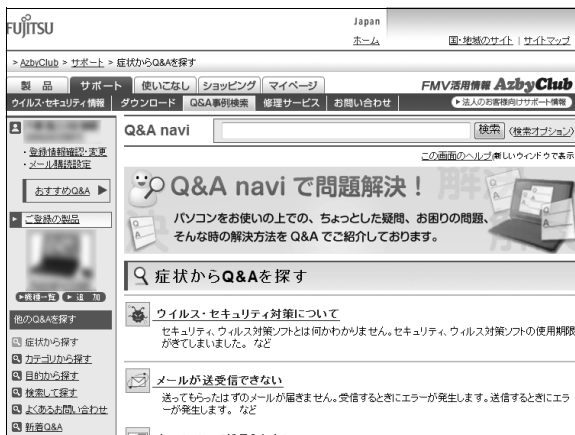 FUJITSU
Japan
ホーム
国・地域のサイト | サイトマップ
> AzbyClub > サポート > 症状からQ&Aを探す
製 品 サポート 使いこなし ショッピング マイページ
FMV活用情報 AzbyClub
ウイルス・セキュリティ情報 ダウンロード Q&A事例検索 修理サービス お問い合わせ
法人のお客様向けサポート情報
Q&A navi 検索 (検索オプション)
・登録情報確認・変更
・メール購読設定
この画面のヘルプ(新しいウィンドウで表示
おすすめQ&A
Q&A navi で問題解決!
パソコンをお使いの上での、ちょっとした疑問、お困りの問題、
そんな時の解決方法を Q&A でご紹介しております。
ご登録の製品
機種一覧 追 加
症状からQ&Aを探す
他のQ&Aを探す
症状から探す
カテゴリから探す
目的から探す
検索して探す
よくあるお問い合わせ
新着Q&A
ウイルス・セキュリティ対策について
セキュリティ、ウィルス対策ソフトとは何かわかりません。セキュリティ、ウィルス対策ソフトの使用期限
がきてしまいました。 など
メールが送受信できない
送ってもらったはずのメールが届きません。受信するときにエラーが発生します。送信するときにエラ
ーが発生します。 など